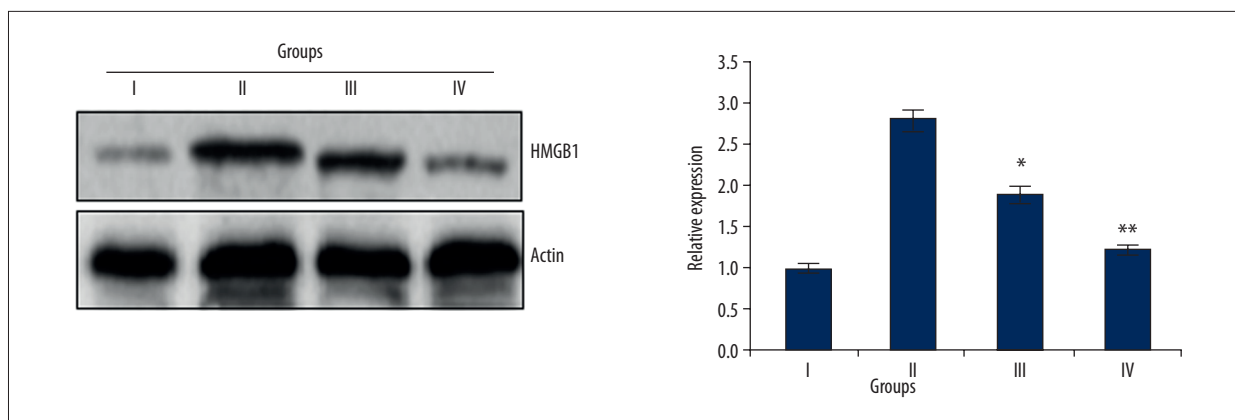 Groups
I II III IV
HMGB1
Actin
3.5
3.0
2.5
2.0
1.5
1.0
0.5
0.0
Relative expression
*
**
I II III IV
Groups